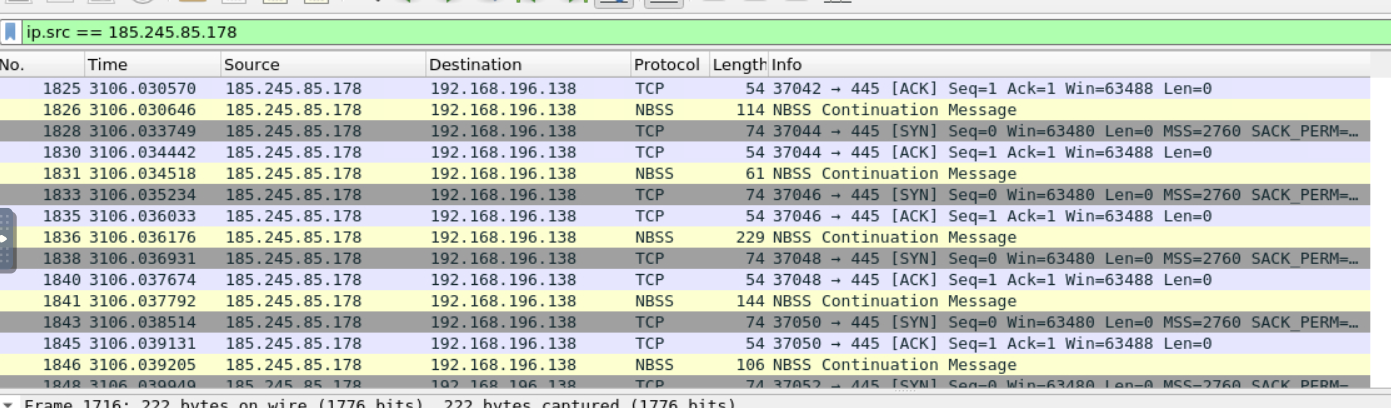 ip.src == 185.245.85.178
No. Time Source Destination Protocol Length Info
1825 3106.030570 185.245.85.178 192.168.196.138 TCP 54 37042 → 445 [ACK] Seq=1 Ack=1 Win=63488 Len=0
1826 3106.030646 185.245.85.178 192.168.196.138 NBSS 114 NBSS Continuation Message
1828 3106.033749 185.245.85.178 192.168.196.138 TCP 74 37044 → 445 [SYN] Seq=0 Win=63480 Len=0 MSS=2760 SACK_PERM=…
1830 3106.034442 185.245.85.178 192.168.196.138 TCP 54 37044 → 445 [ACK] Seq=1 Ack=1 Win=63488 Len=0
1831 3106.034518 185.245.85.178 192.168.196.138 NBSS 61 NBSS Continuation Message
1833 3106.035234 185.245.85.178 192.168.196.138 TCP 74 37046 → 445 [SYN] Seq=0 Win=63480 Len=0 MSS=2760 SACK_PERM=…
1835 3106.036033 185.245.85.178 192.168.196.138 TCP 54 37046 → 445 [ACK] Seq=1 Ack=1 Win=63488 Len=0
1836 3106.036176 185.245.85.178 192.168.196.138 NBSS 229 NBSS Continuation Message
1838 3106.036931 185.245.85.178 192.168.196.138 TCP 74 37048 → 445 [SYN] Seq=0 Win=63480 Len=0 MSS=2760 SACK_PERM=…
1840 3106.037674 185.245.85.178 192.168.196.138 TCP 54 37048 → 445 [ACK] Seq=1 Ack=1 Win=63488 Len=0
1841 3106.037792 185.245.85.178 192.168.196.138 NBSS 144 NBSS Continuation Message
1843 3106.038514 185.245.85.178 192.168.196.138 TCP 74 37050 → 445 [SYN] Seq=0 Win=63480 Len=0 MSS=2760 SACK_PERM=…
1845 3106.039131 185.245.85.178 192.168.196.138 TCP 54 37050 → 445 [ACK] Seq=1 Ack=1 Win=63488 Len=0
1846 3106.039205 185.245.85.178 192.168.196.138 NBSS 106 NBSS Continuation Message
1848 3106.039949 185.245.85.178 192.168.196.138 TCP 74 37052 → 445 [SYN] Seq=0 Win=63480 Len=0 MSS=2760 SACK_PERM=
Frame 1716: 222 bytes on wire (1776 bits), 222 bytes captured (1776 bits)